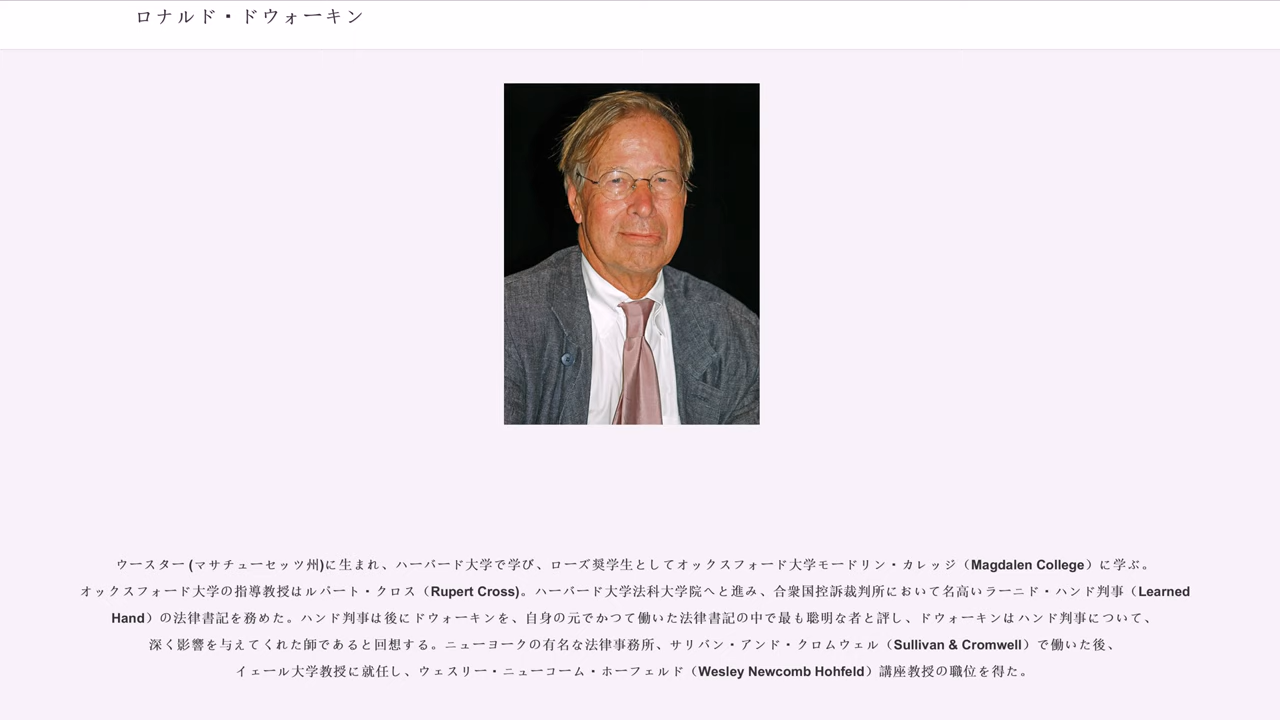 ロナルド・ドウォーキン
ウースター (マサチューセッツ州)に生まれ、ハーバード大学で学び、ローズ奨学生としてオックスフォード大学モードリン・カレッジ（Magdalen College）に学ぶ。
オックスフォード大学の指導教授はルパート・クロス（Rupert Cross)。ハーバード大学法科大学院へと進み、合衆国控訴裁判所において名高いラーニド・ハンド判事（Learned
Hand）の法律書記を務めた。ハンド判事は後にドウォーキンを、自身の元でかつて働いた法律書記の中で最も聡明な者と評し、ドウォーキンはハンド判事について、
深く影響を与えてくれた師であると回想する。ニューヨークの有名な法律事務所、サリバン・アンド・クロムウェル（Sullivan & Cromwell）で働いた後、
イェール大学教授に就任し、ウェスリー・ニューコーム・ホーフェルド（Wesley Newcomb Hohfeld）講座教授の職位を得た。